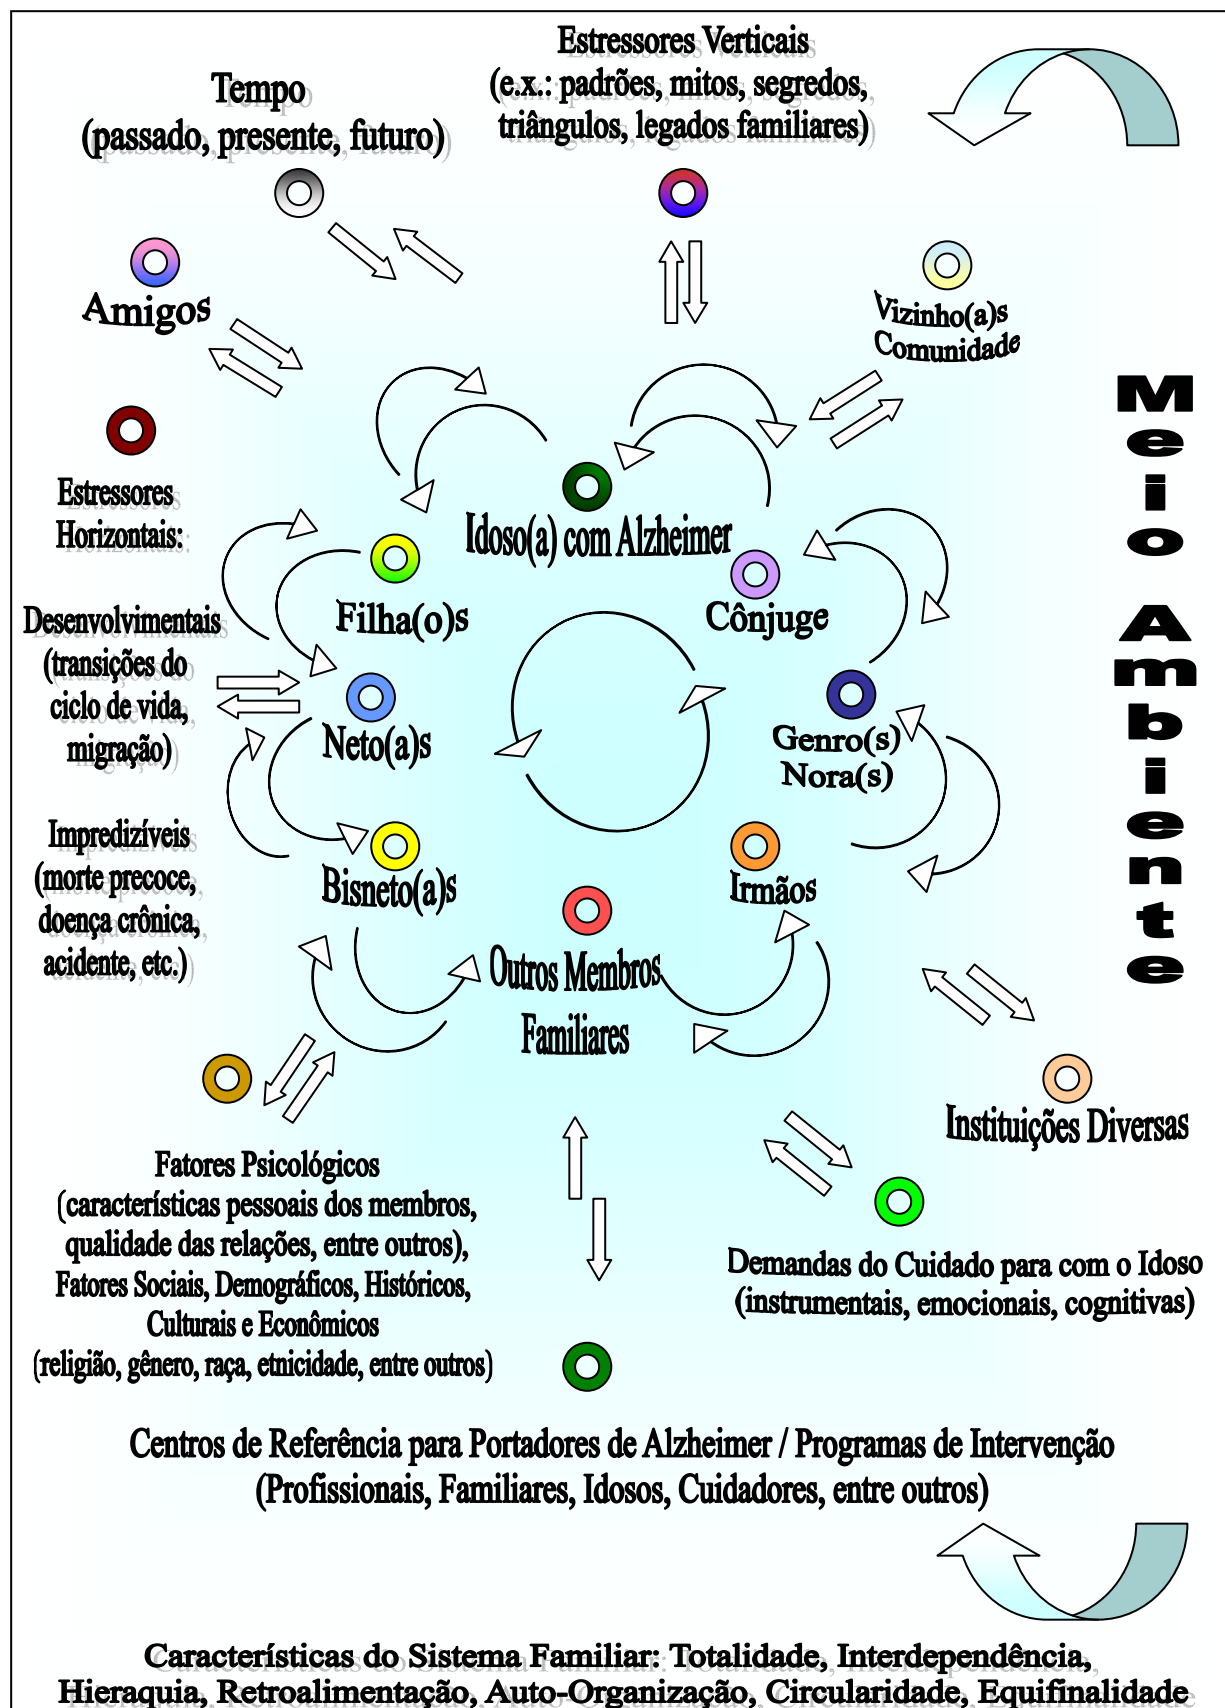 Estressores Verticais
(e.x.: padrões, mitos, segredos,
triângulos, legados familiares)
Tempo
(passado, presente, futuro)
Amigos
Vizinho(a)s
Comunidade
Meio Ambiente
Estressores
Horizontais:
Idoso(a) com Alzheimer
Filha(o)s
Cônjuge
Desenvolvimentais
(transições do
ciclo de vida,
migração)
Neto(a)s
Genro(s)
Nora(s)
Impredizíveis
(morte precoce,
doença crônica,
acidente, etc.)
Bisneto(a)s
Irmãos
Outros Membros
Familiares
Instituições Diversas
Fatores Psicológicos
(características pessoais dos membros,
qualidade das relações, entre outros),
Fatores Sociais, Demográficos, Históricos,
Culturais e Econômicos
(religião, gênero, raça, etnicidade, entre outros)
Demandas do Cuidado para com o Idoso
(instrumentais, emocionais, cognitivas)
Centros de Referência para Portadores de Alzheimer / Programas de Intervenção
(Profissionais, Familiares, Idosos, Cuidadores, entre outros)
Características do Sistema Familiar: Totalidade, Interdependência,
Hieraquia, Retroalimentação, Auto-Organização, Circularidade, Equifinalidade